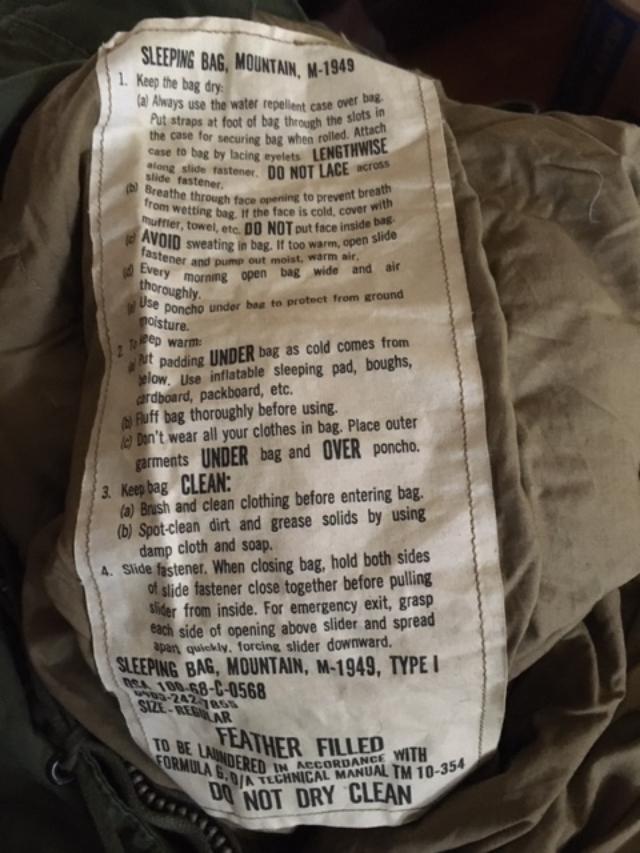 SLEEPING BAG, MOUNTAIN, M-1949
1. Keep the bag dry:
(a) Always use the water repellent case over bag.
Put straps at foot of bag through the slots in
the case for securing bag when rolled. Attach
case to bag by lacing eyelets LENGTHWISE
along slide fastener. DO NOT LACE across
slide fastener.
(b) Breathe through face opening to prevent breath
from wetting bag. If the face is cold, cover with
muffler, towel, etc. DO NOT put face inside bag.
(c) AVOID sweating in bag. If too warm, open slide
fastener and pump out moist, warm air.
(d) Every morning open bag wide and air
thoroughly.
(e) Use poncho under bag to protect from ground
moisture.
2. To keep warm:
(a) Put padding UNDER bag as cold comes from
below. Use inflatable sleeping pad, boughs,
cardboard, packboard, etc.
(b) Fluff bag thoroughly before using.
(c) Don't wear all your clothes in bag. Place outer
garments UNDER bag and OVER poncho.
3. Keep bag CLEAN:
(a) Brush and clean clothing before entering bag.
(b) Spot-clean dirt and grease solids by using
damp cloth and soap.
4. Slide fastener. When closing bag, hold both sides
of slide fastener close together before pulling
slider from inside. For emergency exit, grasp
each side of opening above slider and spread
apart quickly, forcing slider downward.
SLEEPING BAG, MOUNTAIN, M-1949, TYPE I
DSA 100-68-C-0568
8465-242-7855
SIZE-REGULAR
FEATHER FILLED
TO BE LAUNDERED IN ACCORDANCE WITH
FORMULA G. D/A TECHNICAL MANUAL TM 10-354
DO NOT DRY CLEAN